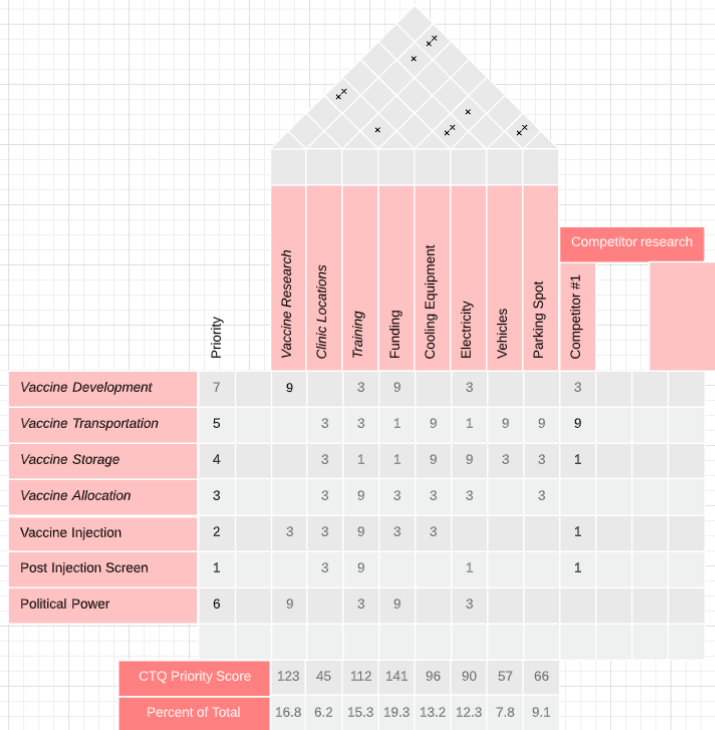 Competitor research
Priority
Vaccine Research
Clinic Locations
Training
Funding
Cooling Equipment
Electricity
Vehicles
Parking Spot
Competitor #1
Vaccine Development 7 9 3 9 3 3
Vaccine Transportation 5 3 3 1 9 1 9 9 9
Vaccine Storage 4 3 1 1 9 9 3 3 1
Vaccine Allocation 3 3 9 3 3 3 3
Vaccine Injection 2 3 3 9 3 3 1
Post Injection Screen 1 3 9 1 1
Political Power 6 9 3 9 3
CTQ Priority Score 123 45 112 141 96 90 57 66
Percent of Total 16.8 6.2 15.3 19.3 13.2 12.3 7.8 9.1